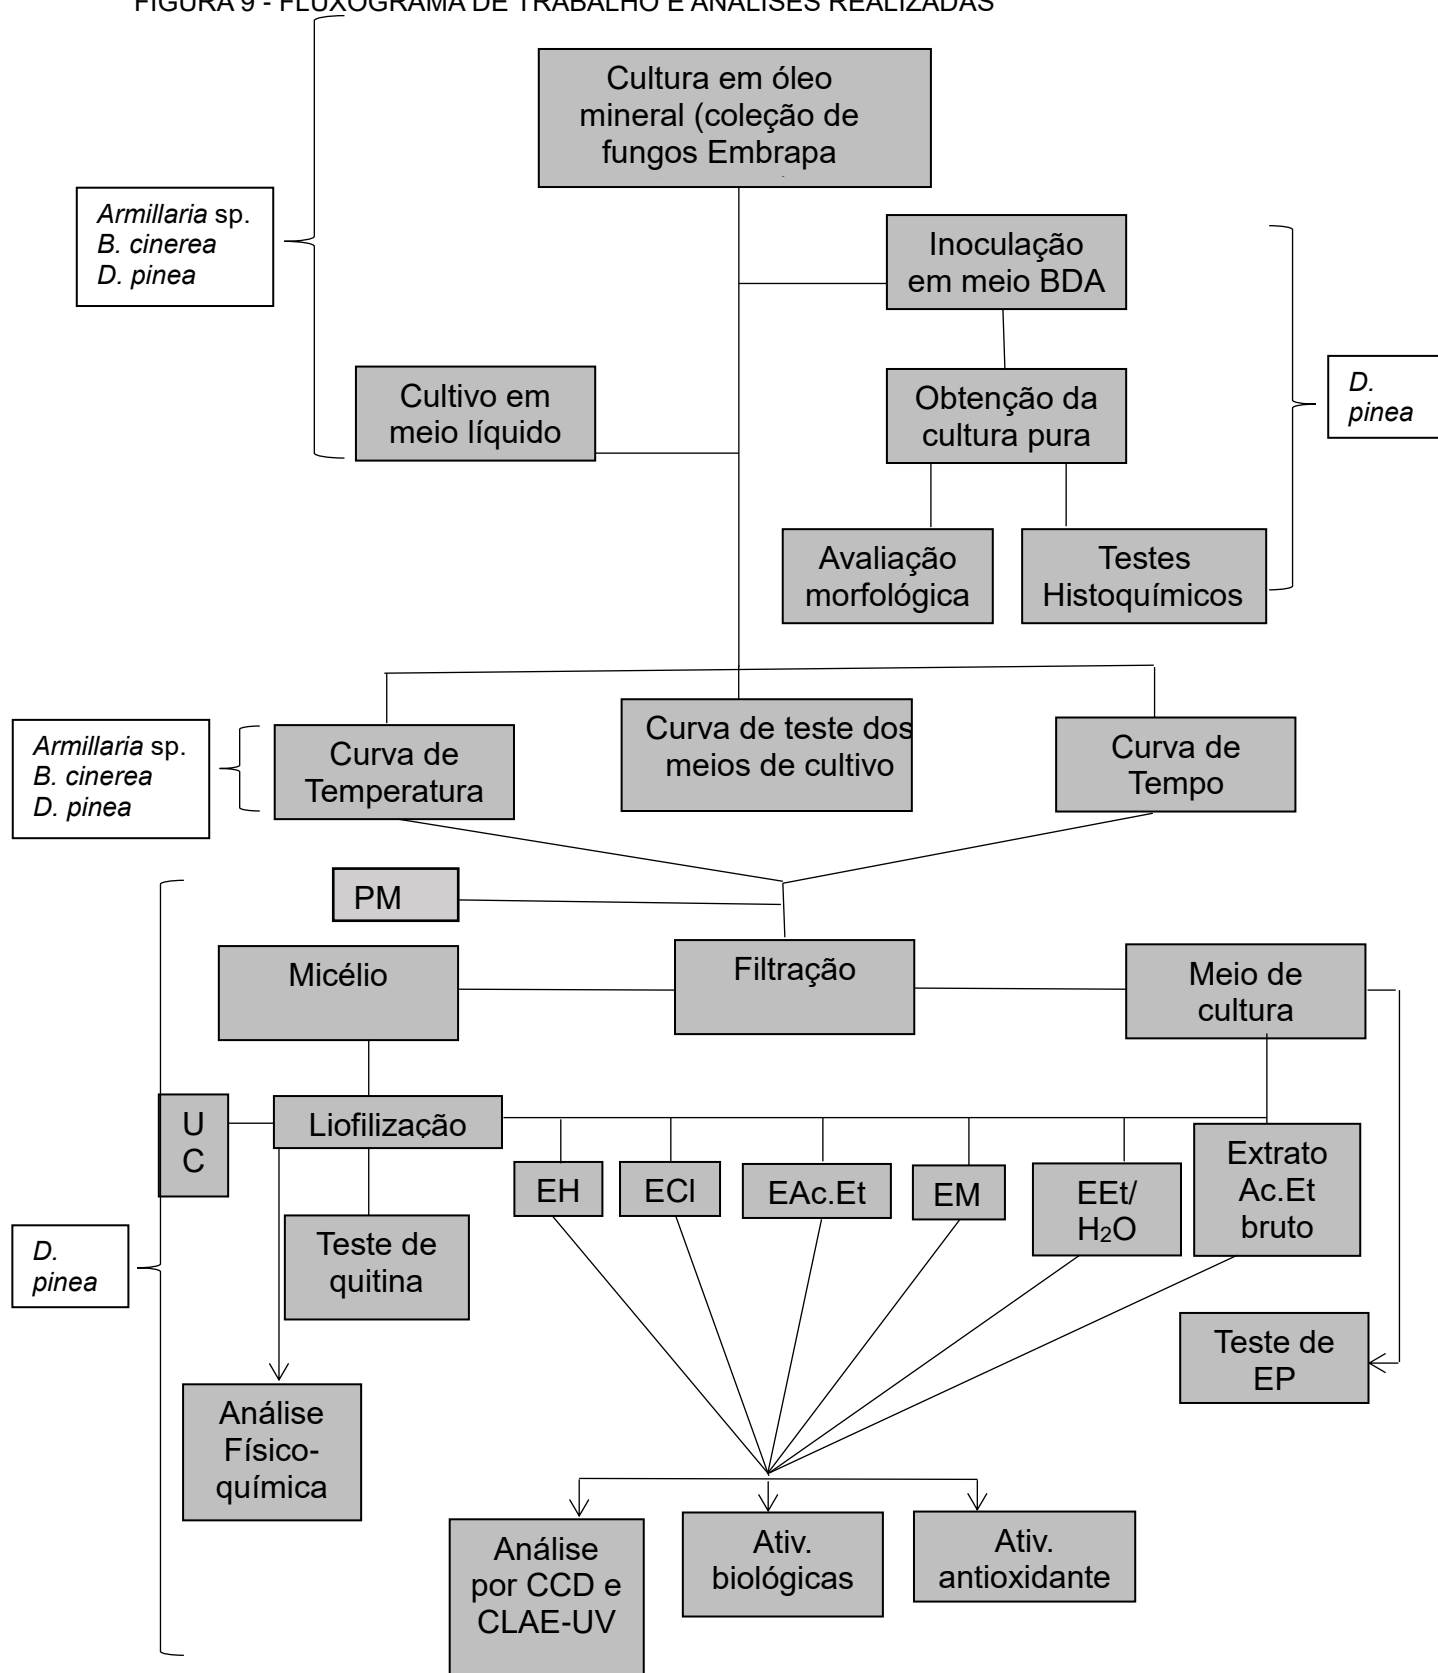 FIGURA 9 - FLUXOGRAMA DE TRABALHO E ANÁLISES REALIZADAS
Cultura em óleo
mineral (coleção de
fungos Embrapa
Armillaria sp.
B. cinerea
D. pinea
Inoculação
em meio BDA
Cultivo em
meio líquido
Obtenção da
cultura pura
D.
pinea
Avaliação
morfológica
Testes
Histoquímicos
Armillaria sp.
B. cinerea
D. pinea
Curva de
Temperatura
Curva de teste dos
meios de cultivo
Curva de
Tempo
PM
Micélio
Filtração
Meio de
cultura
U
C
Liofilização
EH
ECl
EAc.Et
EM
EEt/
H₂O
Extrato
Ac.Et
bruto
D.
pinea
Teste de
quitina
Teste de
EP
Análise
Físico-
química
Análise
por CCD e
CLAE-UV
Ativ.
biológicas
Ativ.
antioxidante